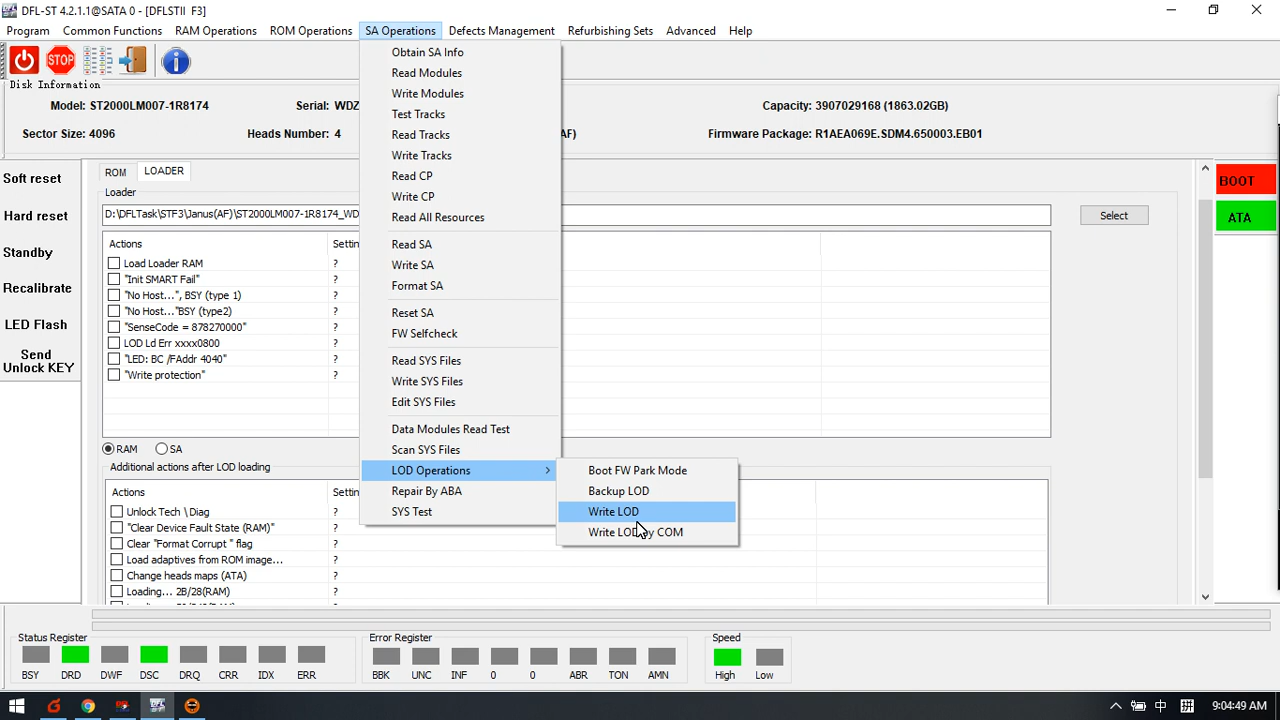 DFL-ST 4.2.1.1@SATA 0 - [DFLSTII F3]
Program Common Functions RAM Operations ROM Operations SA Operations Defects Management Refurbishing Sets Advanced Help
STOP
Disk Information
Model: ST2000LM007-1R8174 Serial: WDZ Capacity: 3907029168 (1863.02GB)
Sector Size: 4096 Heads Number: 4 AF) Firmware Package: R1AEA069E.SDM4.650003.EB01
Soft reset
Hard reset
Standby
Recalibrate
LED Flash
Send
Unlock KEY
ROM LOADER
Loader
D:\DFLTask\STF3\Janus(AF)\ST2000LM007-1R8174_WD
Select
Actions Settin
Load Loader RAM ?
"Init SMART Fail" ?
"No Host...", BSY (type 1) ?
"No Host..."BSY (type2) ?
"SenseCode = 878270000" ?
LOD Ld Err xxxx0800 ?
"LED: BC /FAddr 4040" ?
"Write protection" ?
RAM SA
Additional actions after LOD loading
Actions Settin
Unlock Tech \ Diag ?
"Clear Device Fault State (RAM)" ?
Clear "Format Corrupt " flag ?
Load adaptives from ROM image... ?
Change heads maps (ATA) ?
Loading... 2B/28(RAM) ?
Obtain SA Info
Read Modules
Write Modules
Test Tracks
Read Tracks
Write Tracks
Read CP
Write CP
Read All Resources
Read SA
Write SA
Format SA
Reset SA
FW Selfcheck
Read SYS Files
Write SYS Files
Edit SYS Files
Data Modules Read Test
Scan SYS Files
LOD Operations
Repair By ABA
SYS Test
Boot FW Park Mode
Backup LOD
Write LOD
Write LOD by COM
BOOT
ATA
Status Register Error Register Speed
BSY DRD DWF DSC DRQ CRR IDX ERR BBK UNC INF 0 0 ABR TON AMN High Low
中 拼 9:04:49 AM